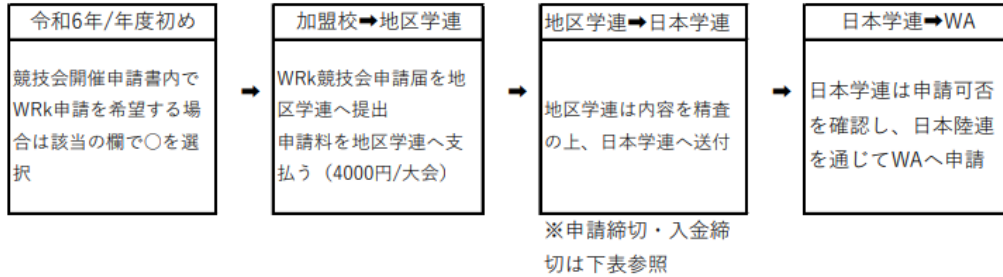 令和6年/年度初め
競技会開催申請書内で
WRk申請を希望する場
合は該当の欄で○を選
択
➡
加盟校➡地区学連
WRk競技会申請届を地
区学連へ提出
申請料を地区学連へ支
払う（4000円/大会）
➡
地区学連➡日本学連
地区学連は内容を精査
の上、日本学連へ送付
※申請締切・入金締
切は下表参照
➡
日本学連➡WA
日本学連は申請可否
を確認し、日本陸連
を通じてWAへ申請